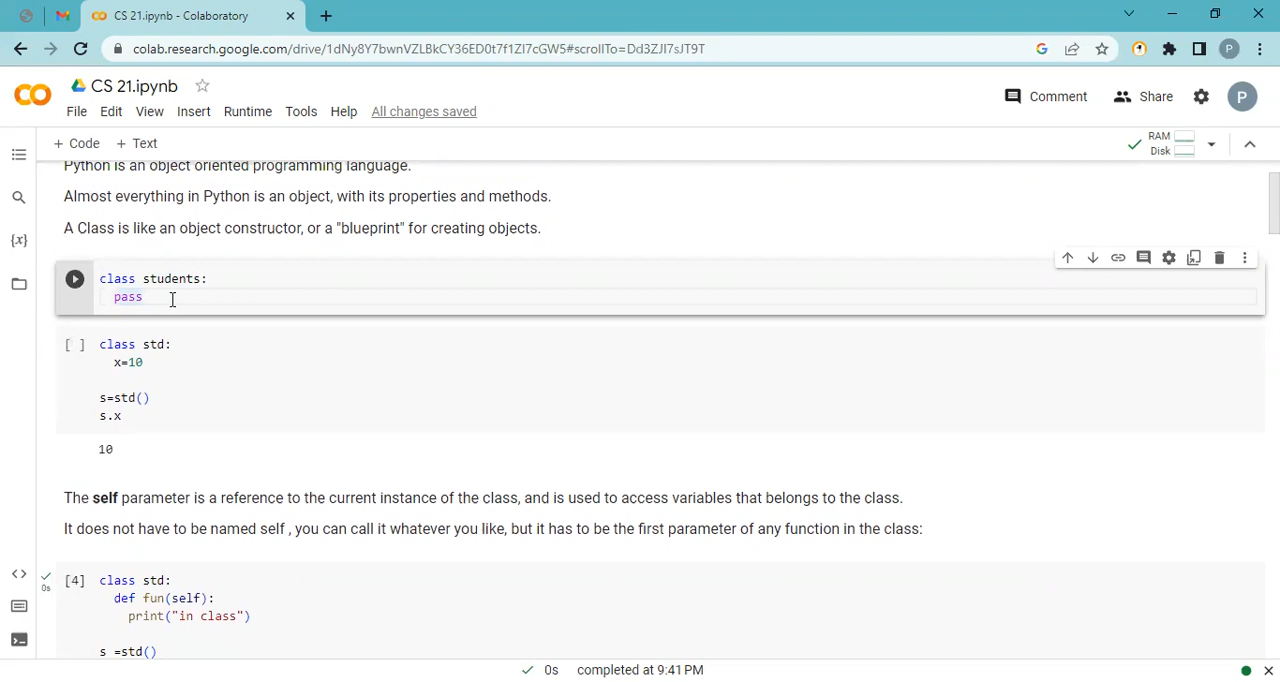 CS 21.ipynb - Colaboratory
colab.research.google.com/drive/1dNy8Y7bwnVZLBkCY36ED0t7f1ZI7cGW5#scrollTo=Dd3ZJI7sJT9T
P
CO CS 21.ipynb
Comment Share P
File Edit View Insert Runtime Tools Help All changes saved
+ Code + Text
RAM
Disk
Python is an object oriented programming language.
Almost everything in Python is an object, with its properties and methods.
A Class is like an object constructor, or a "blueprint" for creating objects.
{x}
class students:
pass
[ ] class std:
x=10
s=std()
s.x
10
The self parameter is a reference to the current instance of the class, and is used to access variables that belongs to the class.
It does not have to be named self , you can call it whatever you like, but it has to be the first parameter of any function in the class:
0s
[4] class std:
def fun(self):
print("in class")
s =std()
0s completed at 9:41 PM